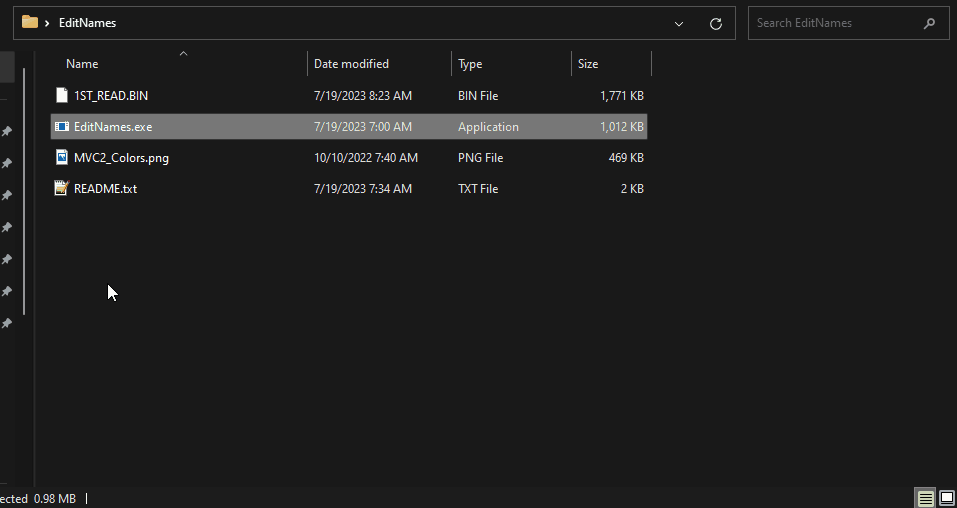 EditNames
Search EditNames
Name Date modified Type Size
1ST_READ.BIN 7/19/2023 8:23 AM BIN File 1,771 KB
EditNames.exe 7/19/2023 7:00 AM Application 1,012 KB
MVC2_Colors.png 10/10/2022 7:40 AM PNG File 469 KB
README.txt 7/19/2023 7:34 AM TXT File 2 KB
ected 0.98 MB